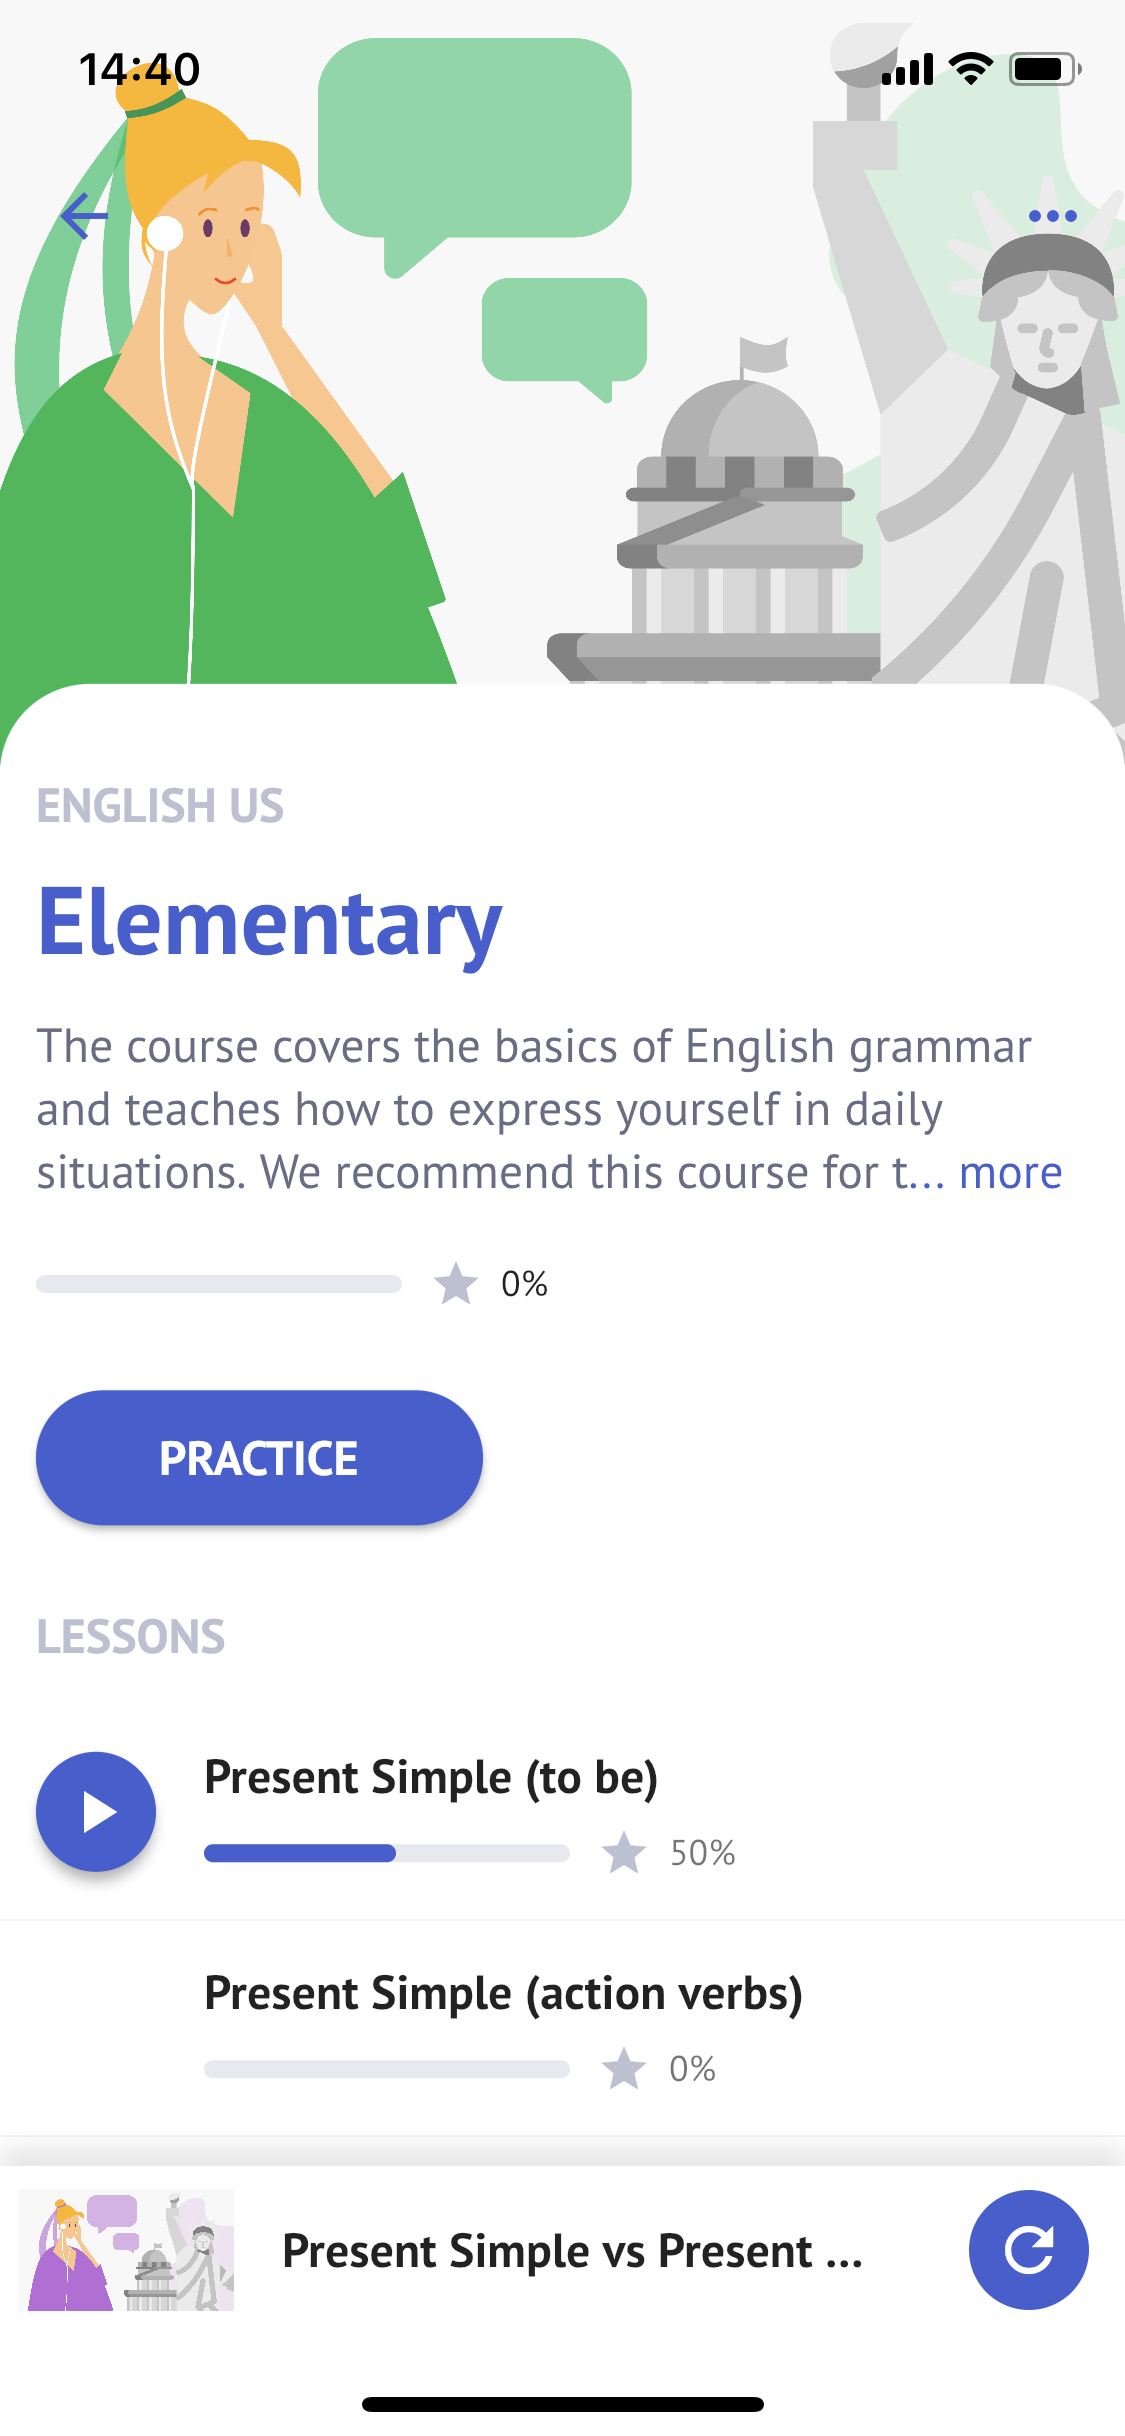 14:40
ENGLISH US
Elementary
The course covers the basics of English grammar
and teaches how to express yourself in daily
situations. We recommend this course for t... more
0%
PRACTICE
LESSONS
Present Simple (to be)
50%
Present Simple (action verbs)
0%
Present Simple vs Present ...